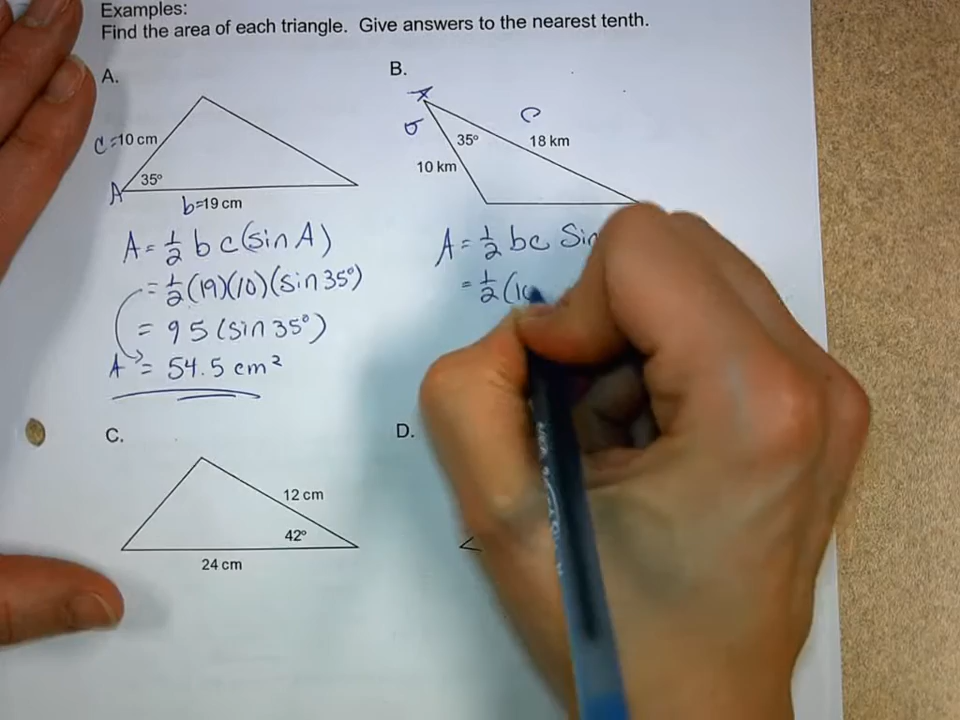 Examples:
Find the area of each triangle. Give answers to the nearest tenth.
A.
c=10 cm
A
35°
b=19 cm
A = 1/2 b c (sin A)
= 1/2 (19)(10)(sin 35°)
= 95 (sin 35°)
A = 54.5 cm²
B.
A
b
c
35°
18 km
10 km
A = 1/2 bc Sin
= 1/2 (10
C.
12 cm
42°
24 cm
D.